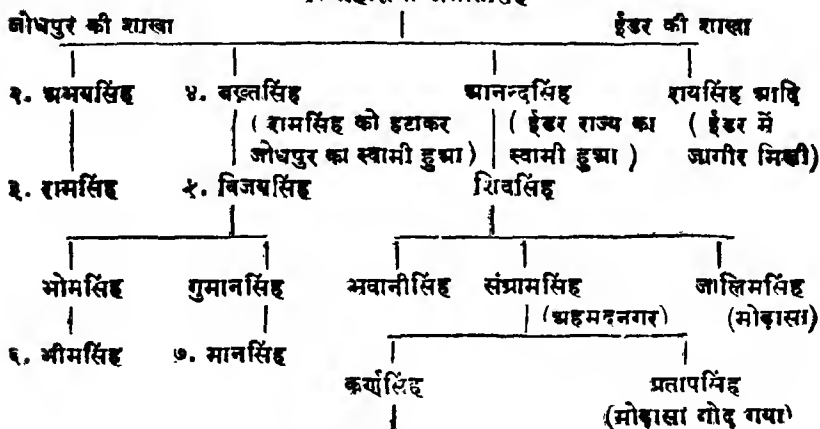 जोधपुर की शाखा ईडर की शाखा
२. अभयसिंह ४. बख़्तसिंह आनन्दसिंह रायसिंह आदि
( रामसिंह को हटाकर ( ईडर राज्य का ( ईडर में
जोधपुर का स्वामी हुआ ) स्वामी हुआ ) जागीर मिली)
३. रामसिंह ५. विजयसिंह शिवसिंह
भोमसिंह गुमानसिंह भवानीसिंह संग्रामसिंह जालिमसिंह
(अहमदनगर) (मोड़ासा)
६. भीमसिंह ७. मानसिंह
कर्णसिंह प्रतापसिंह
(मोड़ासा गोद गया)